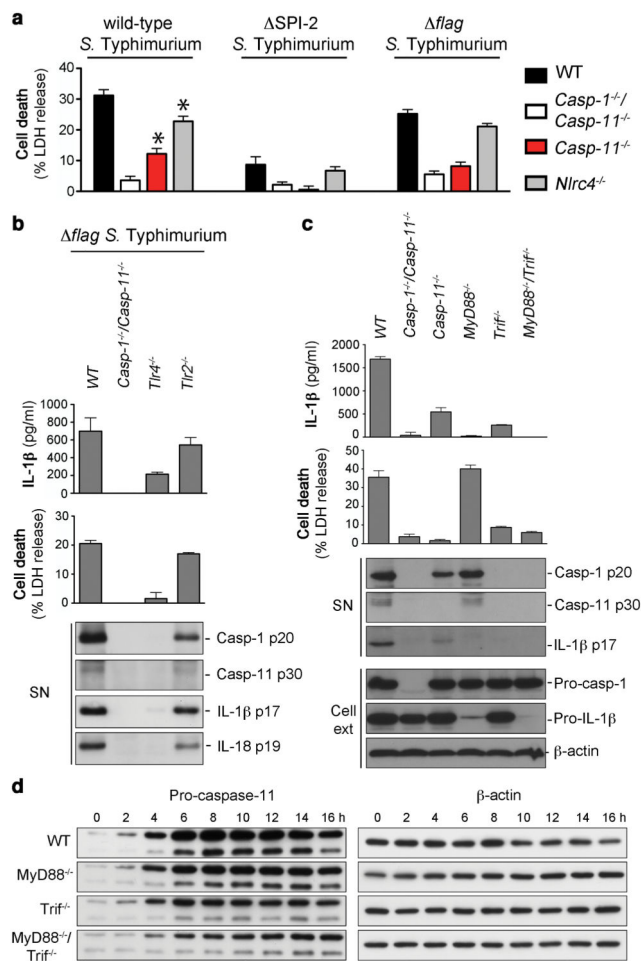 a
wild-type
S. Typhimurium
ΔSPI-2
S. Typhimurium
Δflag
S. Typhimurium
Cell death
(% LDH release)
40
30
20
10
0
*
*
WT
Casp-1-/-/
Casp-11-/-
Casp-11-/-
Nlrc4-/-
b
Δflag S. Typhimurium
WT
Casp-1-/-/Casp-11-/-
Tlr4-/-
Tlr2-/-
IL-1β (pg/ml)
1000
800
600
400
200
0
Cell death
(% LDH release)
30
20
10
0
SN
Casp-1 p20
Casp-11 p30
IL-1β p17
IL-18 p19
c
WT
Casp-1-/-/Casp-11-/-
Casp-11-/-
MyD88-/-
Trif-/-
MyD88-/-/Trif-/-
IL-1β
(pg/ml)
2000
1500
1000
500
0
Cell death
(% LDH release)
50
40
30
20
10
0
SN
Casp-1 p20
Casp-11 p30
IL-1β p17
Cell
ext
Pro-casp-1
Pro-IL-1β
β-actin
d
Pro-caspase-11
β-actin
0 2 4 6 8 10 12 14 16 h
0 2 4 6 8 10 12 14 16 h
WT
MyD88-/-
Trif-/-
MyD88-/-/
Trif-/-